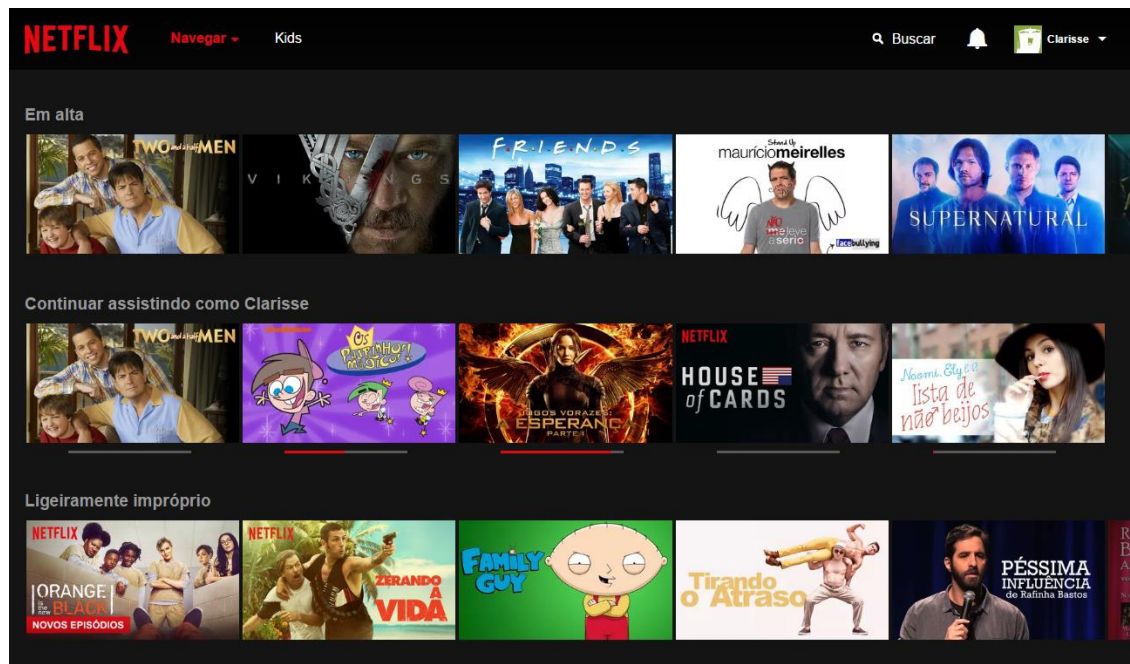 NETFLIX Navegar Kids Buscar Clarisse
Em alta
TWO and a half MEN
VIKINGS
F·R·I·E·N·D·S
Stand Up
mauríciomeirelles
NÃO
me leve
a sério
facebullying
SUPERNATURAL
Continuar assistindo como Clarisse
TWO and a half MEN
Os
PADRINHOS
MÁGICOS!
JOGOS VORAZES:
A ESPERANÇA
PARTE I
NETFLIX
HOUSE
of CARDS
Naomi & Ely e a
lista de
não beijos
Ligeiramente impróprio
NETFLIX
ORANGE
is the new BLACK
NOVOS EPISÓDIOS
NETFLIX
ZERANDO
A
VIDA
FAMILY
GUY
Tirando
o Atraso
PÉSSIMA
INFLUÊNCIA
de Rafinha Bastos